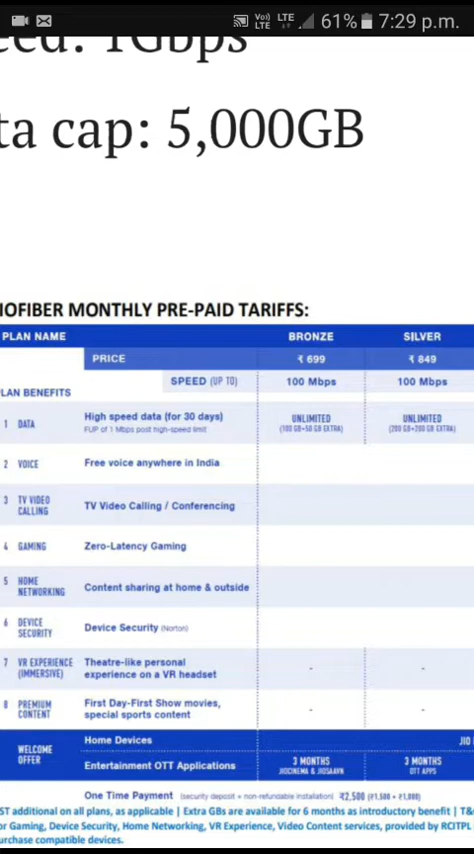 Vo)) LTE LTE 61% 7:29 p.m.
eed: 1Gbps
ta cap: 5,000GB
IOFIBER MONTHLY PRE-PAID TARIFFS:
PLAN NAME BRONZE SILVER
PRICE ₹ 699 ₹ 849
SPEED (UP TO) 100 Mbps 100 Mbps
LAN BENEFITS
1 DATA High speed data (for 30 days) UNLIMITED UNLIMITED
FUP of 1 Mbps post high-speed limit (100 GB+50 GB EXTRA) (200 GB+200 GB EXTRA)
2 VOICE Free voice anywhere in India
3 TV VIDEO CALLING TV Video Calling / Conferencing
4 GAMING Zero-Latency Gaming
5 HOME NETWORKING Content sharing at home & outside
6 DEVICE SECURITY Device Security (Norton)
7 VR EXPERIENCE Theatre-like personal
(IMMERSIVE) experience on a VR headset - -
8 PREMIUM First Day-First Show movies,
CONTENT special sports content - -
WELCOME OFFER Home Devices JIO
Entertainment OTT Applications 3 MONTHS 3 MONTHS
JIOCINEMA & JIOSAAVN OTT APPS
One Time Payment (security deposit + non-refundable installation) ₹2,500 (₹1,500 + ₹1,000)
ST additional on all plans, as applicable | Extra GBs are available for 6 months as introductory benefit | T&
or Gaming, Device Security, Home Networking, VR Experience, Video Content services, provided by RCITPL
urchase compatible devices.